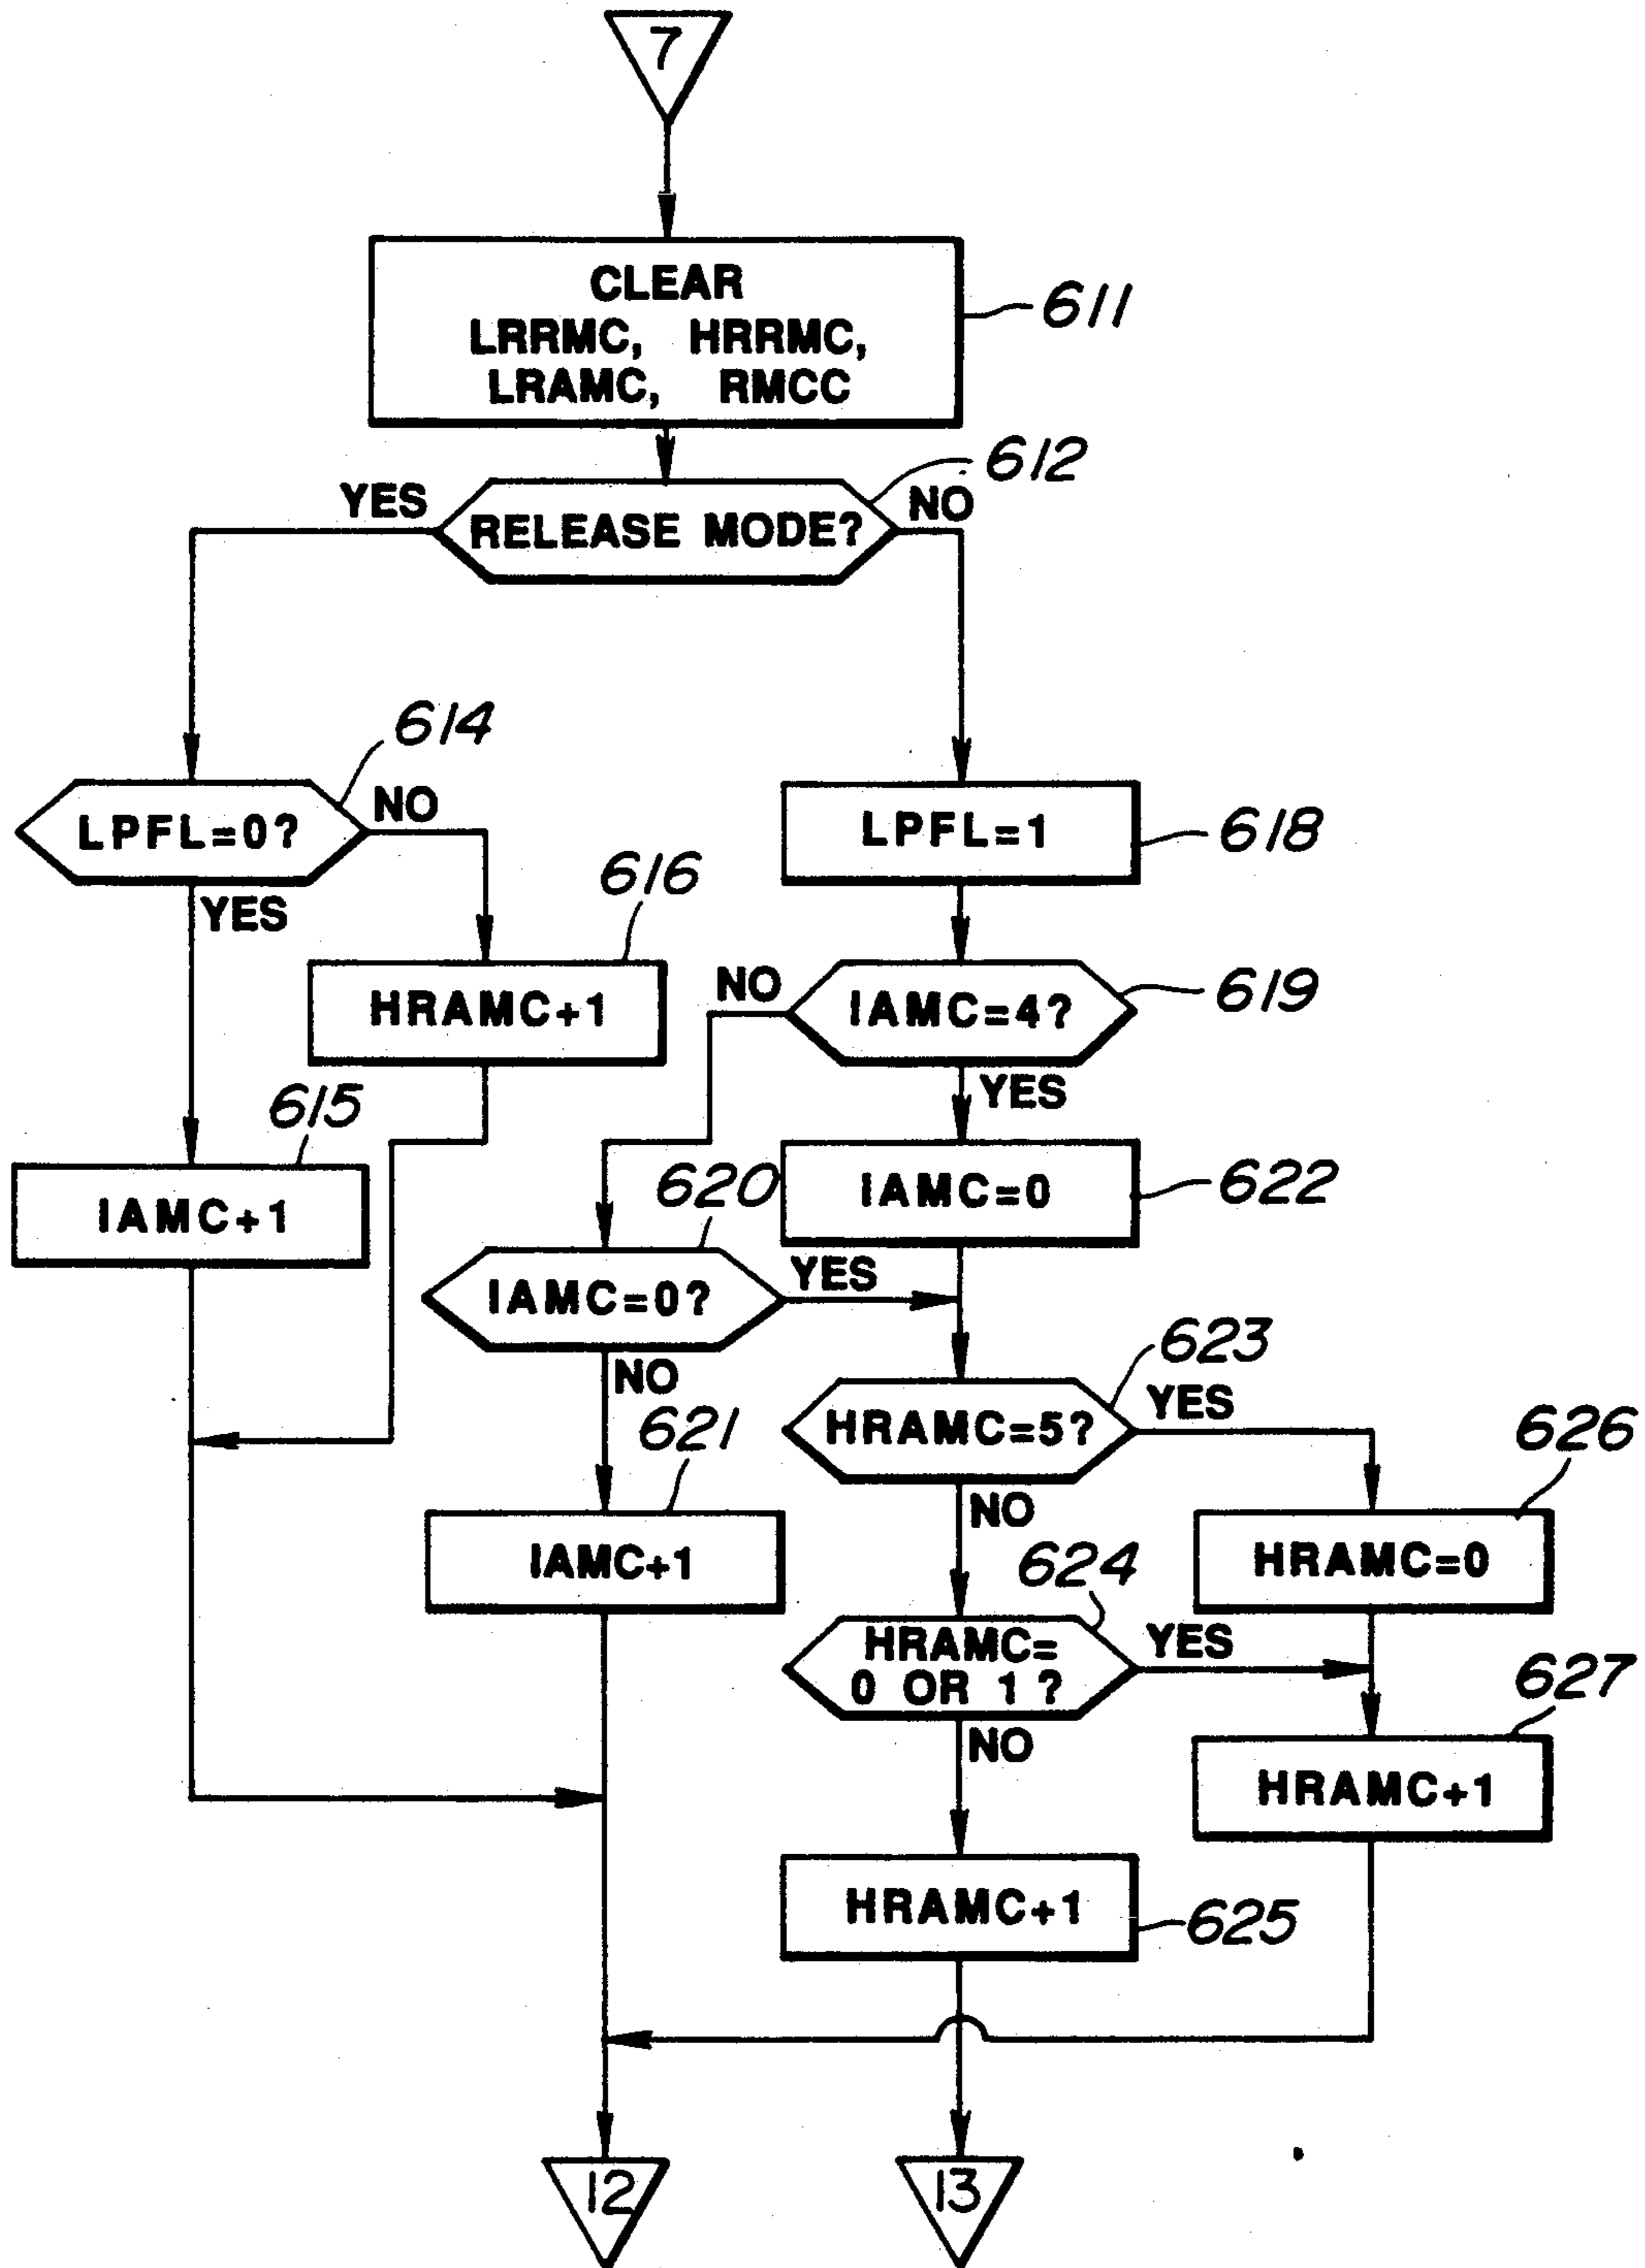 7
CLEAR
LRRMC, HRRMC,
LRAMC, RMCC
611
612
YES
RELEASE MODE?
NO
614
LPFL=0?
NO
YES
LPFL=1
618
616
HRAMC+1
NO
IAMC=4?
619
YES
615
IAMC+1
620
IAMC=0
622
IAMC=0?
YES
NO
623
HRAMC=5?
YES
NO
621
IAMC+1
626
HRAMC=0
624
HRAMC=
0 OR 1?
YES
NO
627
HRAMC+1
HRAMC+1
625
12
13